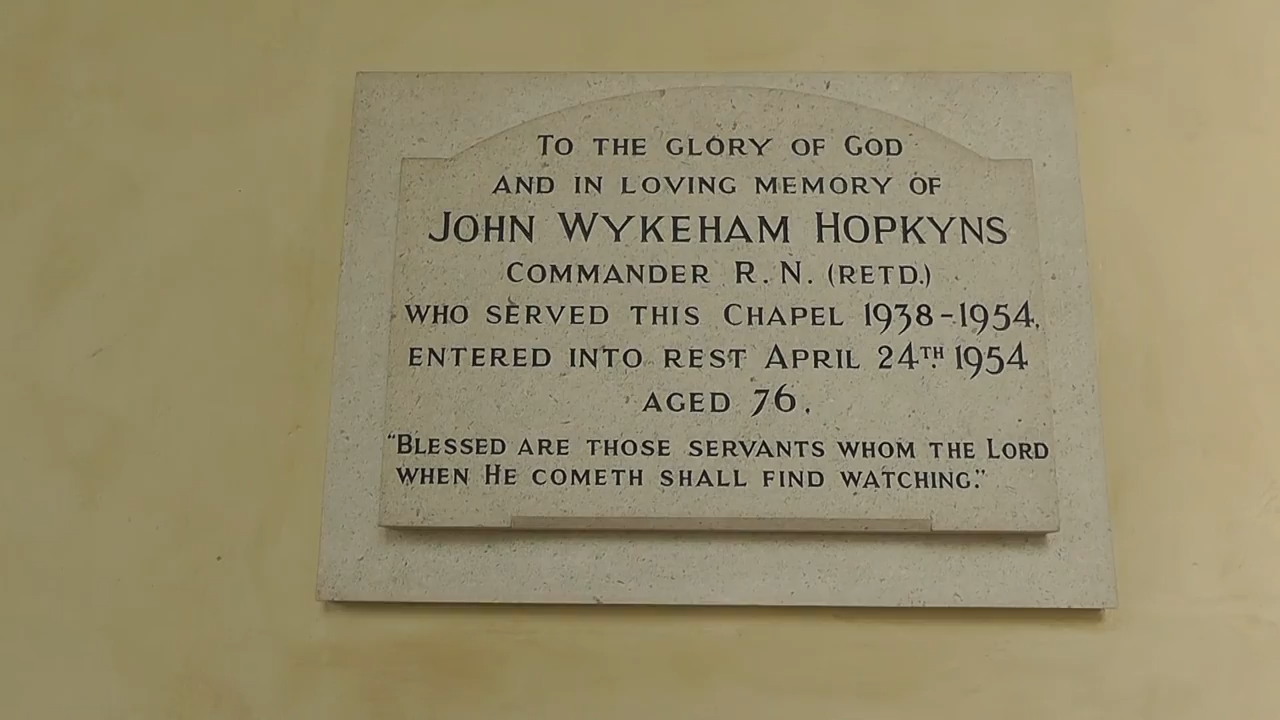 To the glory of God
and in loving memory of
John Wykeham Hopkyns
Commander R.N. (Retd.)
who served this Chapel 1938-1954.
entered into rest April 24th. 1954
aged 76.
"Blessed are those servants whom the Lord
when He cometh shall find watching."